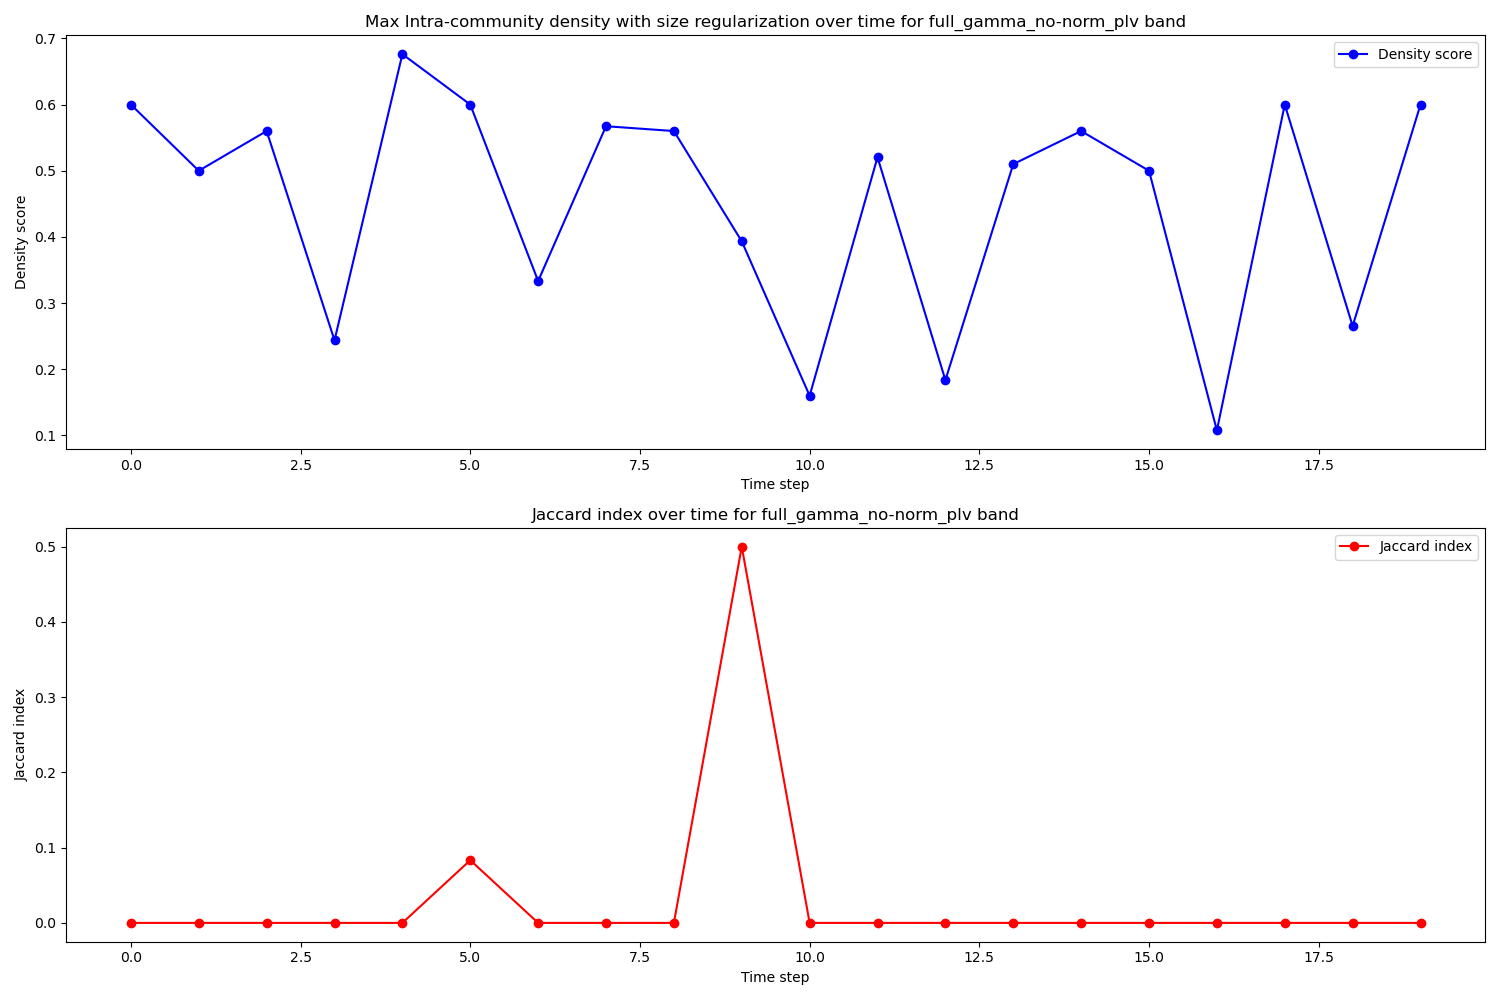 Max Intra-community density with size regularization over time for full_gamma_no-norm_plv band
Density score
0.7
0.6
0.5
0.4
0.3
0.2
0.1
Density score
0.0 2.5 5.0 7.5 10.0 12.5 15.0 17.5
Time step
Jaccard index over time for full_gamma_no-norm_plv band
Jaccard index
0.5
0.4
0.3
0.2
0.1
0.0
Jaccard index
0.0 2.5 5.0 7.5 10.0 12.5 15.0 17.5
Time step